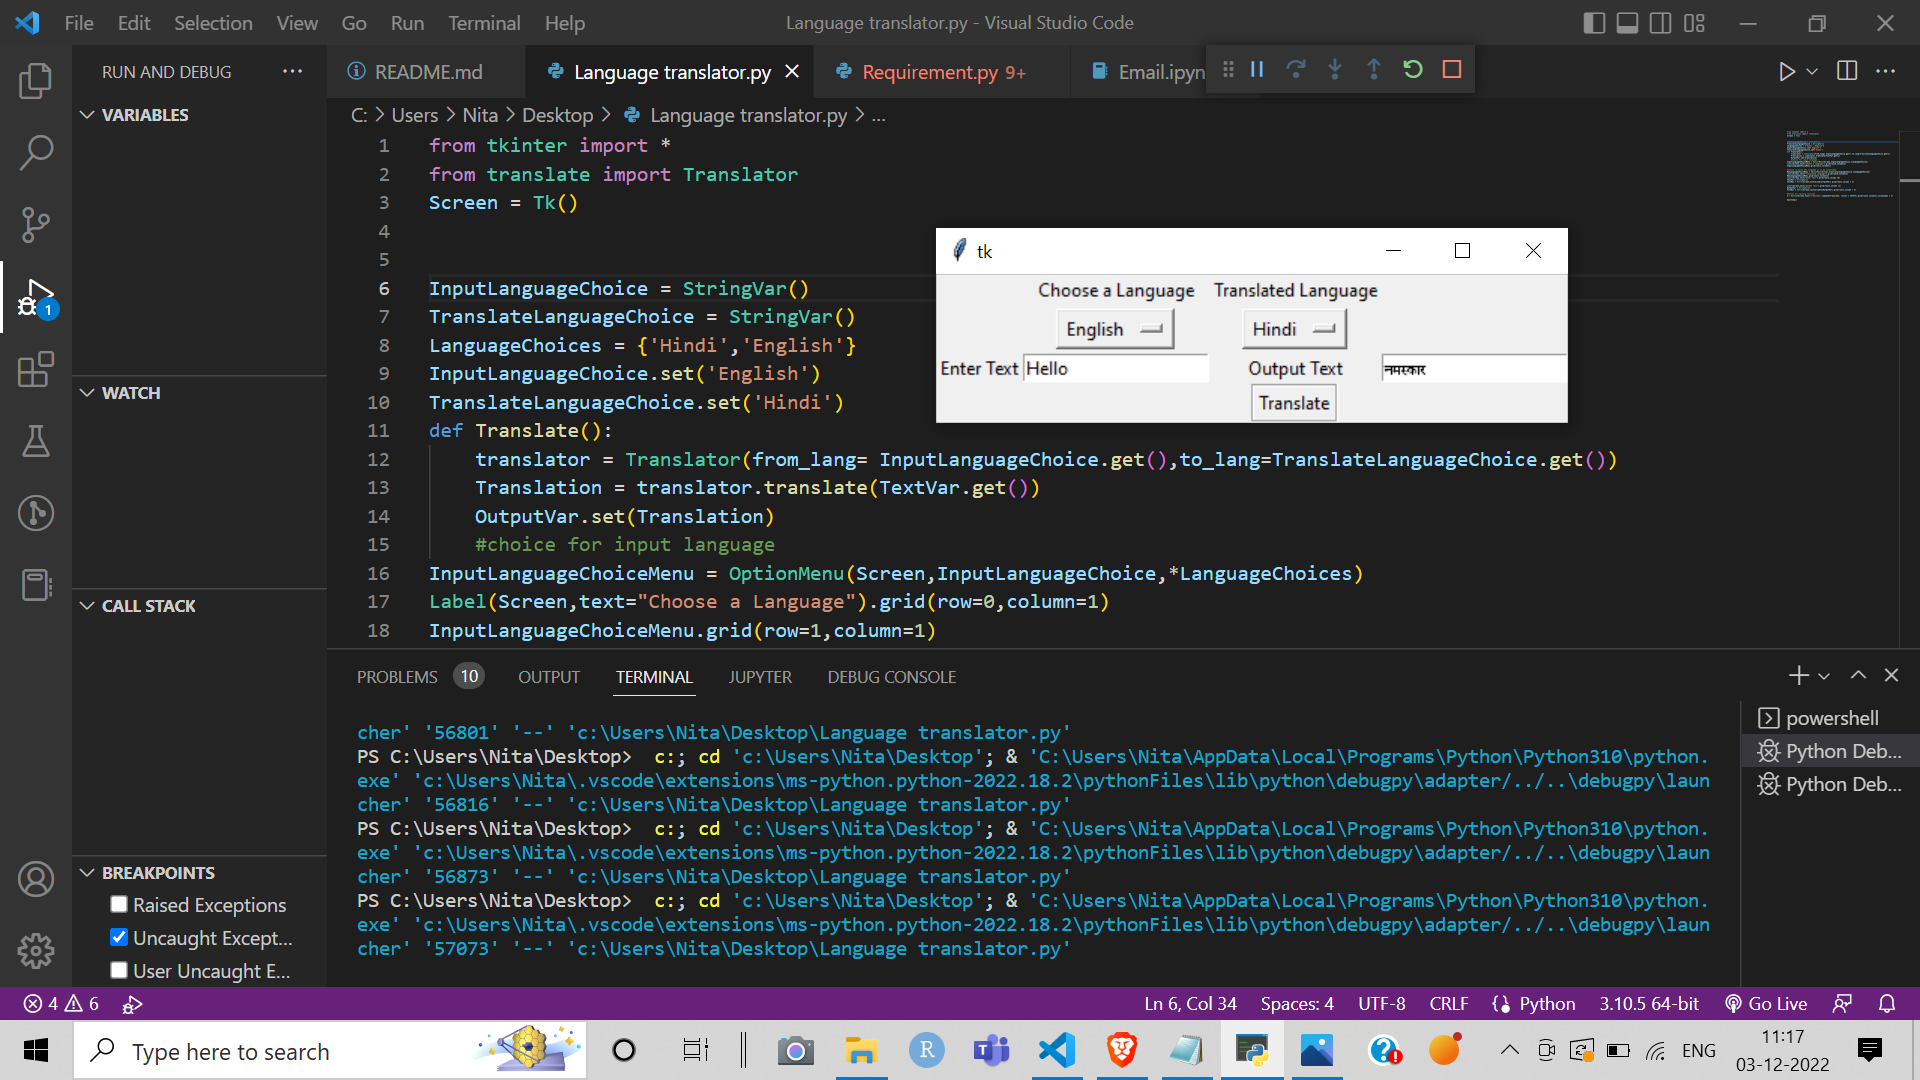 File Edit Selection View Go Run Terminal Help
Language translator.py - Visual Studio Code
RUN AND DEBUG ...
README.md
Language translator.py
Requirement.py 9+
Email.ipyn
VARIABLES
C: > Users > Nita > Desktop > Language translator.py > ...
1 from tkinter import *
2 from translate import Translator
3 Screen = Tk()
4
5
6 InputLanguageChoice = StringVar()
7 TranslateLanguageChoice = StringVar()
8 LanguageChoices = {'Hindi','English'}
9 InputLanguageChoice.set('English')
10 TranslateLanguageChoice.set('Hindi')
11 def Translate():
12 translator = Translator(from_lang= InputLanguageChoice.get(),to_lang=TranslateLanguageChoice.get())
13 Translation = translator.translate(TextVar.get())
14 OutputVar.set(Translation)
15 #choice for input language
16 InputLanguageChoiceMenu = OptionMenu(Screen,InputLanguageChoice,*LanguageChoices)
17 Label(Screen,text="Choose a Language").grid(row=0,column=1)
18 InputLanguageChoiceMenu.grid(row=1,column=1)
tk
Choose a Language Translated Language
English Hindi
Enter Text Hello Output Text नमस्कार
Translate
1
WATCH
CALL STACK
BREAKPOINTS
Raised Exceptions
Uncaught Except...
User Uncaught E...
PROBLEMS 10 OUTPUT TERMINAL JUPYTER DEBUG CONSOLE
cher' '56801' '--' 'c:\Users\Nita\Desktop\Language translator.py'
PS C:\Users\Nita\Desktop>  c:; cd 'c:\Users\Nita\Desktop'; & 'C:\Users\Nita\AppData\Local\Programs\Python\Python310\python.
exe' 'c:\Users\Nita\.vscode\extensions\ms-python.python-2022.18.2\pythonFiles\lib\python\debugpy\adapter/../..\debugpy\laun
cher' '56816' '--' 'c:\Users\Nita\Desktop\Language translator.py'
PS C:\Users\Nita\Desktop>  c:; cd 'c:\Users\Nita\Desktop'; & 'C:\Users\Nita\AppData\Local\Programs\Python\Python310\python.
exe' 'c:\Users\Nita\.vscode\extensions\ms-python.python-2022.18.2\pythonFiles\lib\python\debugpy\adapter/../..\debugpy\laun
cher' '56873' '--' 'c:\Users\Nita\Desktop\Language translator.py'
PS C:\Users\Nita\Desktop>  c:; cd 'c:\Users\Nita\Desktop'; & 'C:\Users\Nita\AppData\Local\Programs\Python\Python310\python.
exe' 'c:\Users\Nita\.vscode\extensions\ms-python.python-2022.18.2\pythonFiles\lib\python\debugpy\adapter/../..\debugpy\laun
cher' '57073' '--' 'c:\Users\Nita\Desktop\Language translator.py'
powershell
Python Deb...
Python Deb...
4 6
Ln 6, Col 34 Spaces: 4 UTF-8 CRLF Python 3.10.5 64-bit Go Live
Type here to search
R
T
ENG
11:17
03-12-2022